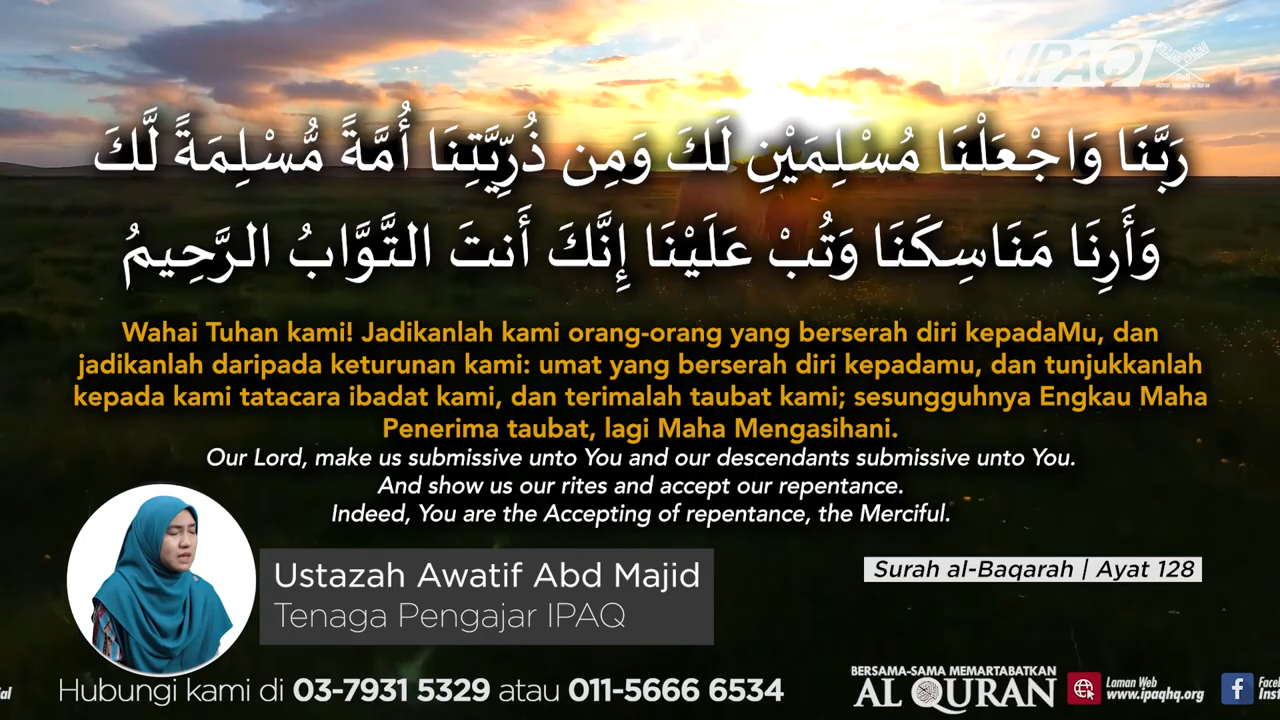 TV IPAQ
رَبَّنَا وَاجْعَلْنَا مُسْلِمَيْنِ لَكَ وَمِن ذُرِّيَّتِنَا أُمَّةً مُّسْلِمَةً لَّكَ
وَأَرِنَا مَنَاسِكَنَا وَتُبْ عَلَيْنَا إِنَّكَ أَنتَ التَّوَّابُ الرَّحِيمُ
Wahai Tuhan kami! Jadikanlah kami orang-orang yang berserah diri kepadaMu, dan
jadikanlah daripada keturunan kami: umat yang berserah diri kepadamu, dan tunjukkanlah
kepada kami tatacara ibadat kami, dan terimalah taubat kami; sesungguhnya Engkau Maha
Penerima taubat, lagi Maha Mengasihani.
Our Lord, make us submissive unto You and our descendants submissive unto You.
And show us our rites and accept our repentance.
Indeed, You are the Accepting of repentance, the Merciful.
Ustazah Awatif Abd Majid
Tenaga Pengajar IPAQ
Surah al-Baqarah | Ayat 128
Hubungi kami di 03-7931 5329 atau 011-5666 6534
BERSAMA-SAMA MEMARTABATKAN
AL QURAN
Laman Web
www.ipaqhq.org